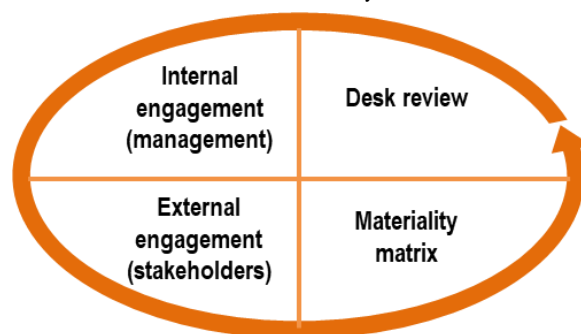 Internal
engagement
(management)
Desk review
External
engagement
(stakeholders)
Materiality
matrix